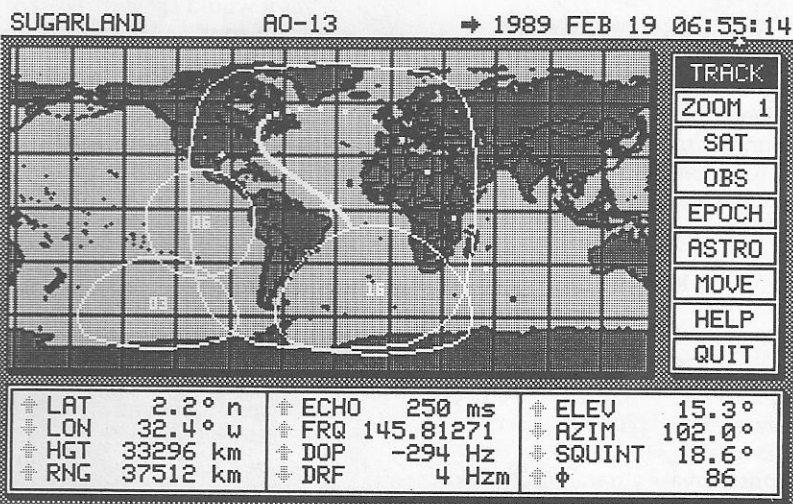 SUGARLAND AO-13 ➡ 1989 FEB 19 06:55:14
TRACK
ZOOM 1
SAT
OBS
EPOCH
ASTRO
MOVE
HELP
QUIT
06
03
16
↑ LAT 2.2° n
↓ LON 32.4° w
↑ HGT 33296 km
↑ RNG 37512 km
↑ ECHO 250 ms
↑ FRQ 145.81271
↑ DOP -294 Hz
↓ DRF 4 Hzm
↑ ELEV 15.3°
↓ AZIM 102.0°
↓ SQUINT 18.6°
↑ ϕ 86